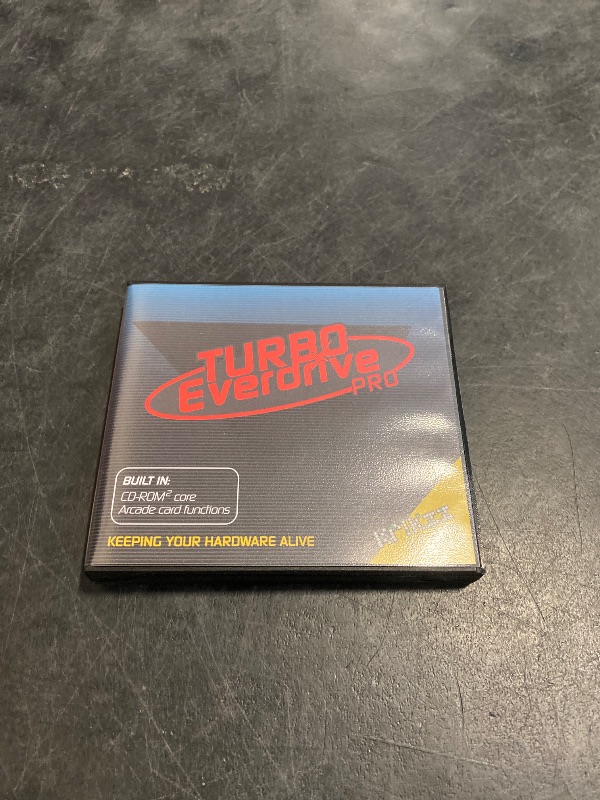 TURBO
Everdrive
PRO
BUILT IN:
CD-ROM² core
Arcade card functions
KEEPING YOUR HARDWARE ALIVE